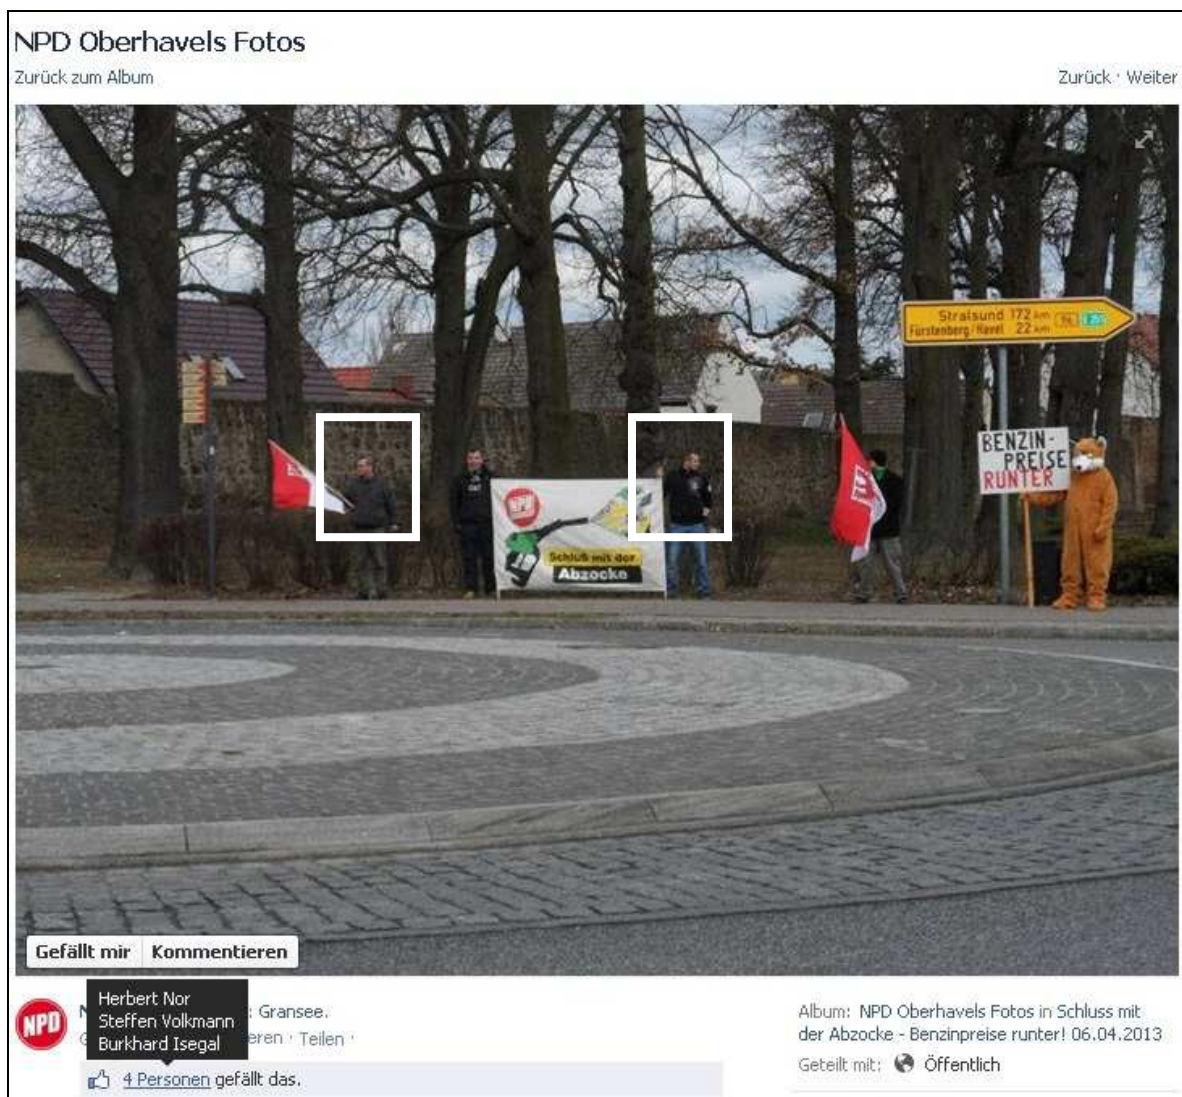 NPD Oberhavels Fotos
Zurück zum Album
Zurück · Weiter
Stralsund 172 km
Fürstenberg/Havel 22 km
BENZIN-
PREISE
RUNTER
NPD
Schluß mit der
Abzocke
Gefällt mir Kommentieren
Herbert Nor
Steffen Volkmann
Burkhard Isegal
NPD
: Gransee.
eren · Teilen ·
4 Personen gefällt das.
Album: NPD Oberhavels Fotos in Schluss mit
der Abzocke - Benzinpreise runter! 06.04.2013
Geteilt mit: Öffentlich